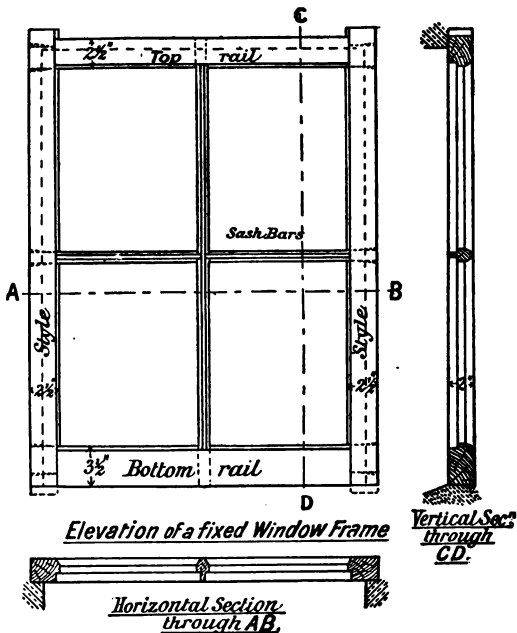 C
2½"
Top rail
Sash Bars
A
B
Style
Style
2½"
2½"
2"
3½"
Bottom rail
D
Elevation of a fixed Window Frame
Vertical Secn.
through
CD.
Horizontal Section
through AB.